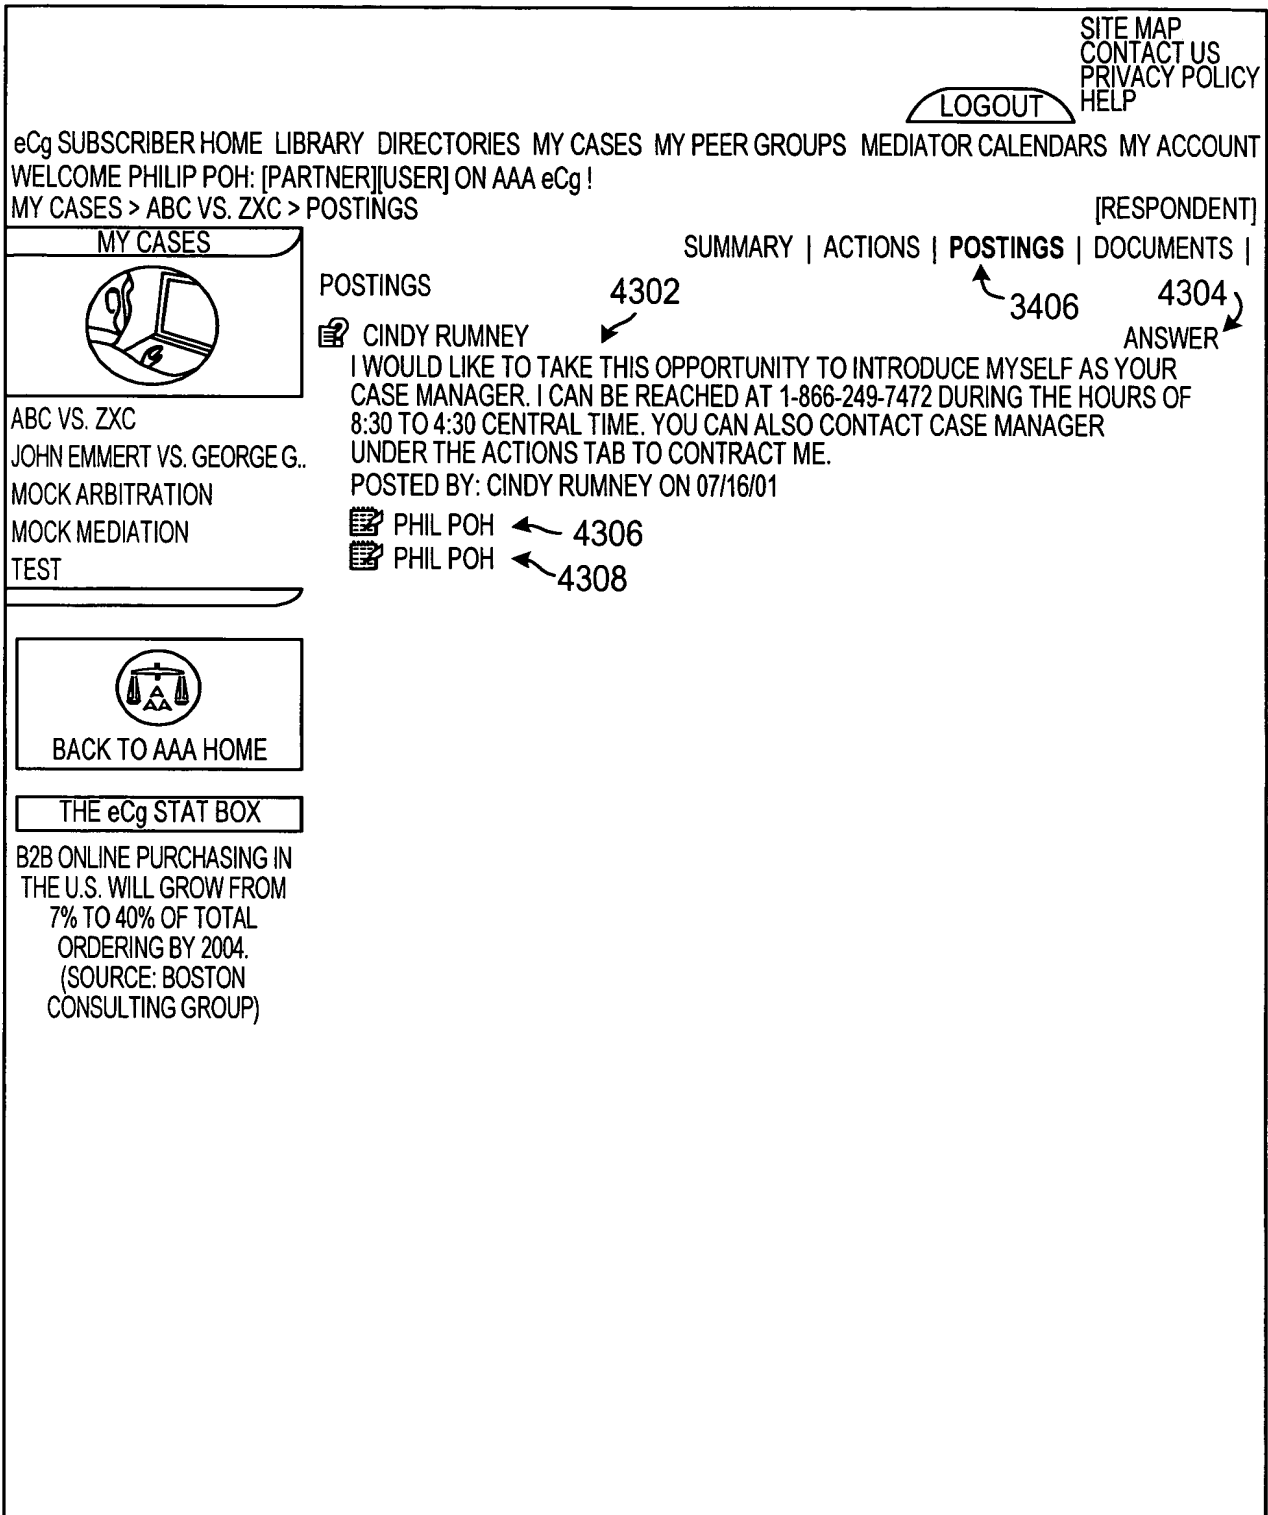 SITE MAP
CONTACT US
PRIVACY POLICY
LOGOUT HELP
eCg SUBSCRIBER HOME LIBRARY DIRECTORIES MY CASES MY PEER GROUPS MEDIATOR CALENDARS MY ACCOUNT
WELCOME PHILIP POH: [PARTNER][USER] ON AAA eCg !
MY CASES > ABC VS. ZXC > POSTINGS [RESPONDENT]
MY CASES
SUMMARY | ACTIONS | POSTINGS | DOCUMENTS |
POSTINGS 4302 3406 4304
CINDY RUMNEY ANSWER
I WOULD LIKE TO TAKE THIS OPPORTUNITY TO INTRODUCE MYSELF AS YOUR
CASE MANAGER. I CAN BE REACHED AT 1-866-249-7472 DURING THE HOURS OF
8:30 TO 4:30 CENTRAL TIME. YOU CAN ALSO CONTACT CASE MANAGER
UNDER THE ACTIONS TAB TO CONTRACT ME.
POSTED BY: CINDY RUMNEY ON 07/16/01
PHIL POH 4306
PHIL POH 4308
ABC VS. ZXC
JOHN EMMERT VS. GEORGE G..
MOCK ARBITRATION
MOCK MEDIATION
TEST
A
AA
BACK TO AAA HOME
THE eCg STAT BOX
B2B ONLINE PURCHASING IN
THE U.S. WILL GROW FROM
7% TO 40% OF TOTAL
ORDERING BY 2004.
(SOURCE: BOSTON
CONSULTING GROUP)